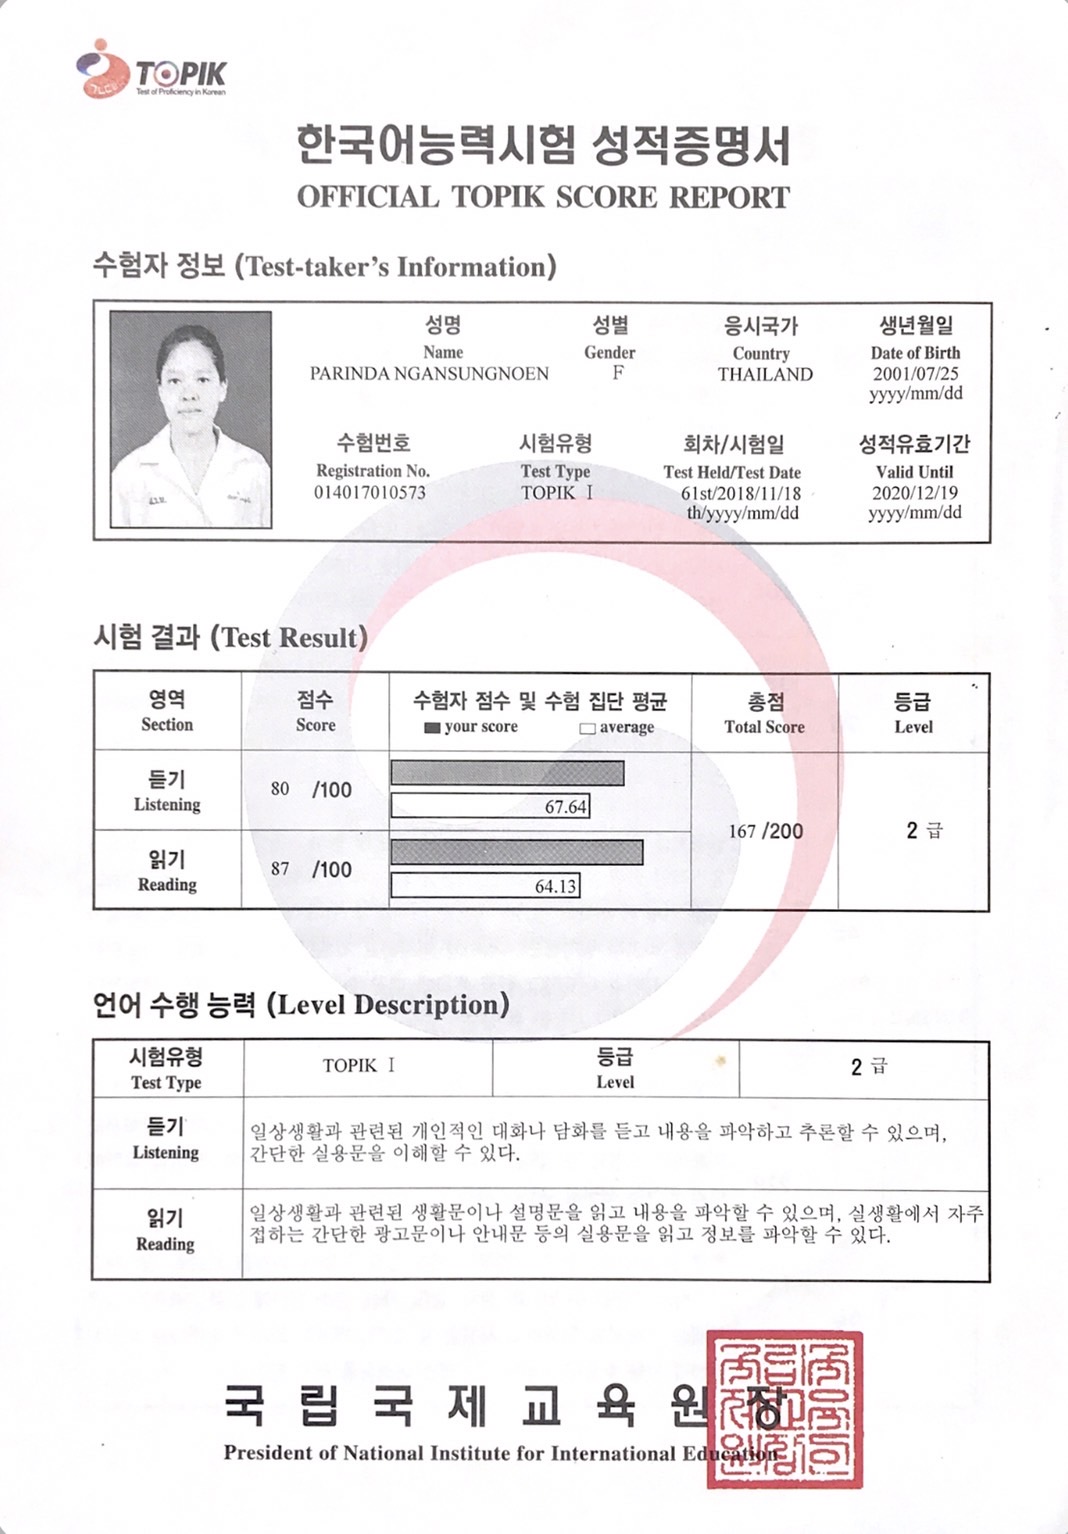 TOPIK
Test of Proficiency in Korean
한국어능력시험 성적증명서
OFFICIAL TOPIK SCORE REPORT
수험자 정보 (Test-taker's Information)
성명 성별 응시국가 생년월일
Name Gender Country Date of Birth
PARINDA NGANSUNGNOEN F THAILAND 2001/07/25
yyyy/mm/dd
수험번호 시험유형 회차/시험일 성적유효기간
Registration No. Test Type Test Held/Test Date Valid Until
014017010573 TOPIK Ⅰ 61st/2018/11/18 2020/12/19
th/yyyy/mm/dd yyyy/mm/dd
시험 결과 (Test Result)
영역 점수 수험자 점수 및 수험 집단 평균 총점 등급
Section Score your score average Total Score Level
듣기 80 /100
Listening 67.64
167 /200 2 급
읽기 87 /100
Reading 64.13
언어 수행 능력 (Level Description)
시험유형 TOPIK Ⅰ 등급 2 급
Test Type Level
듣기 일상생활과 관련된 개인적인 대화나 담화를 듣고 내용을 파악하고 추론할 수 있으며,
Listening 간단한 실용문을 이해할 수 있다.
읽기 일상생활과 관련된 생활문이나 설명문을 읽고 내용을 파악할 수 있으며, 실생활에서 자주
Reading 접하는 간단한 광고문이나 안내문 등의 실용문을 읽고 정보를 파악할 수 있다.
국립국제교육원장
President of National Institute for International Education